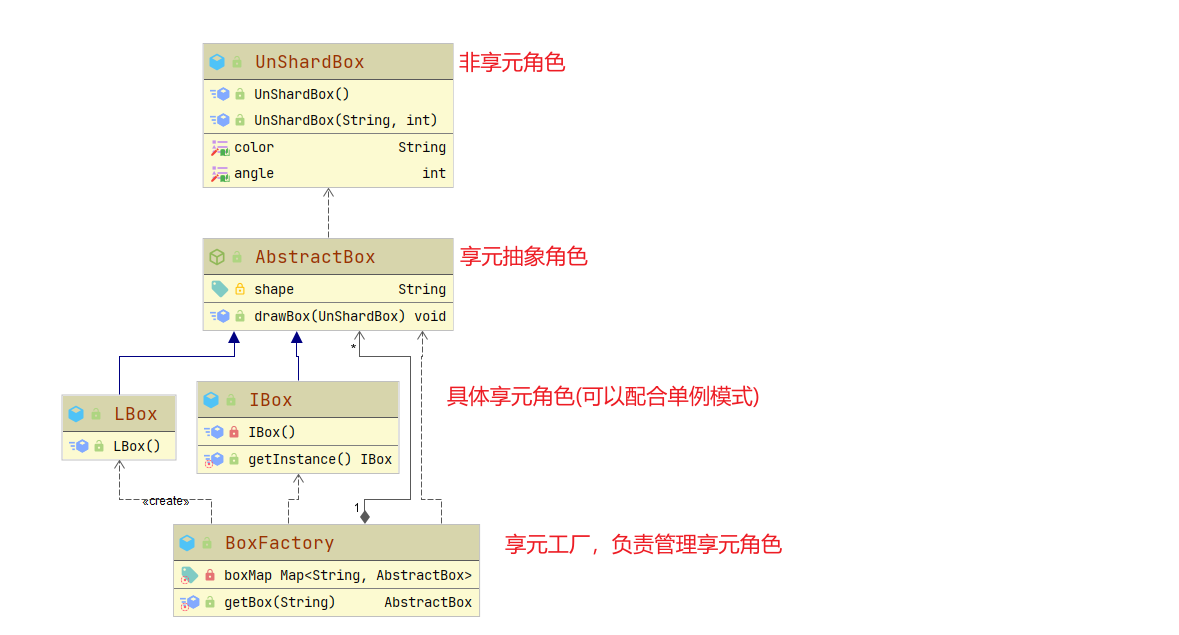 UnShardBox 非享元角色
UnShardBox()
UnShardBox(String, int)
color String
angle int
AbstractBox 享元抽象角色
shape String
drawBox(UnShardBox) void
*
具体享元角色(可以配合单例模式)
IBox
LBox
IBox()
LBox()
getInstance() IBox
«create»
1
BoxFactory 享元工厂，负责管理享元角色
boxMap Map<String, AbstractBox>
getBox(String) AbstractBox